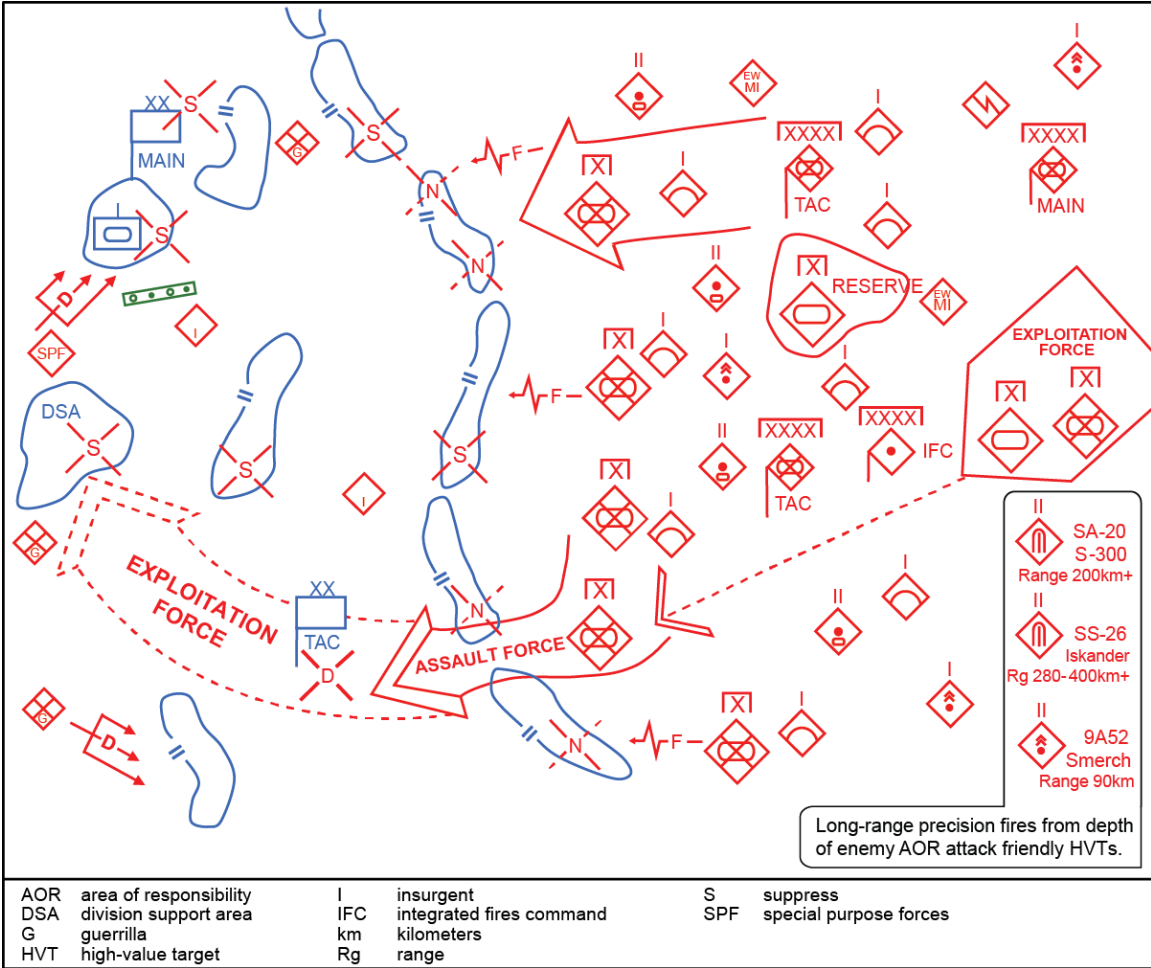 I
II
EW
MI
XX
S
XXXX
I
XXXX
S
G
F
X
I
MAIN
N
TAC
MAIN
I
S
I
N
II
X
RESERVE
EW
MI
D
I
SPF
EXPLOITATION
FORCE
X
I
I
I
X
X
F
DSA
II
XXXX
XXXX
IFC
S
S
S
TAC
X
I
I
II
SA-20
S-300
Range 200km+
G
EXPLOITATION
FORCE
XX
TAC
N
X
ASSAULT FORCE
II
I
II
SS-26
Iskander
Rg 280-400km+
D
I
G
D
N
F
X
I
II
9A52
Smerch
Range 90km
Long-range precision fires from depth
of enemy AOR attack friendly HVTs.
AOR area of responsibility
DSA division support area
G guerrilla
HVT high-value target
I insurgent
IFC integrated fires command
km kilometers
Rg range
S suppress
SPF special purpose forces